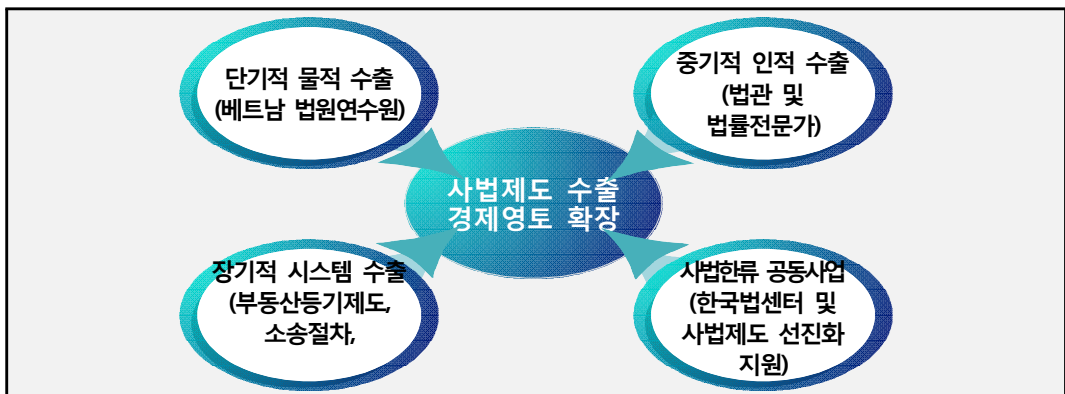 단기적 물적 수출
(베트남 법원연수원)
중기적 인적 수출
(법관 및
법률전문가)
사법제도 수출
경제영토 확장
장기적 시스템 수출
(부동산등기제도,
소송절차,
사법한류 공동사업
(한국법센터 및
사법제도 선진화
지원)